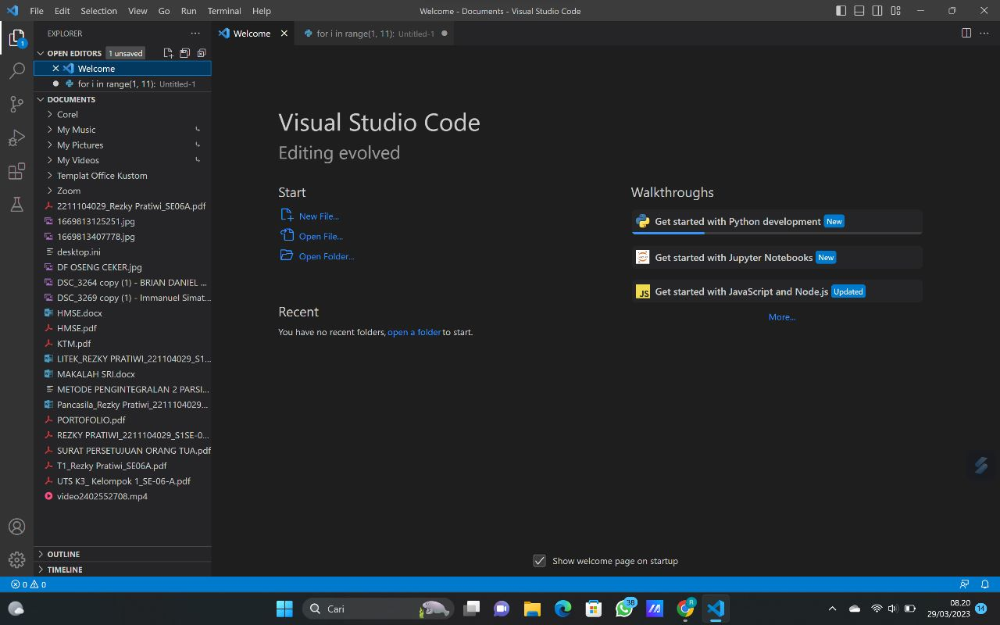 File Edit Selection View Go Run Terminal Help
Welcome - Documents - Visual Studio Code
EXPLORER
Welcome
for i in range(1, 11): Untitled-1
OPEN EDITORS 1 unsaved
Welcome
for i in range(1, 11): Untitled-1
DOCUMENTS
Corel
My Music
My Pictures
My Videos
Templat Office Kustom
Zoom
2211104029_Rezky Pratiwi_SE06A.pdf
1669813125251.jpg
1669813407778.jpg
desktop.ini
DF OSENG CEKER.jpg
DSC_3264 copy (1) - BRIAN DANIEL ...
DSC_3269 copy (1) - Immanuel Simat...
HMSE.docx
HMSE.pdf
KTM.pdf
LITEK_REZKY PRATIWI_221104029_S1...
MAKALAH SRI.docx
METODE PENGINTEGRALAN 2 PARSI...
Pancasila_Rezky Pratiwi_2211104029...
PORTOFOLIO.pdf
REZKY PRATIWI_2211104029_S1SE-0...
SURAT PERSETUJUAN ORANG TUA.pdf
T1_Rezky Pratiwi_SE06A.pdf
UTS K3_ Kelompok 1_SE-06-A.pdf
video2402552708.mp4
OUTLINE
TIMELINE
Visual Studio Code
Editing evolved
Start
New File...
Open File...
Open Folder...
Recent
You have no recent folders, open a folder to start.
Walkthroughs
Get started with Python development New
Get started with Jupyter Notebooks New
JS Get started with JavaScript and Node.js Updated
More...
Show welcome page on startup
1
0 0
Cari
38
R
08.20
29/03/2023
14